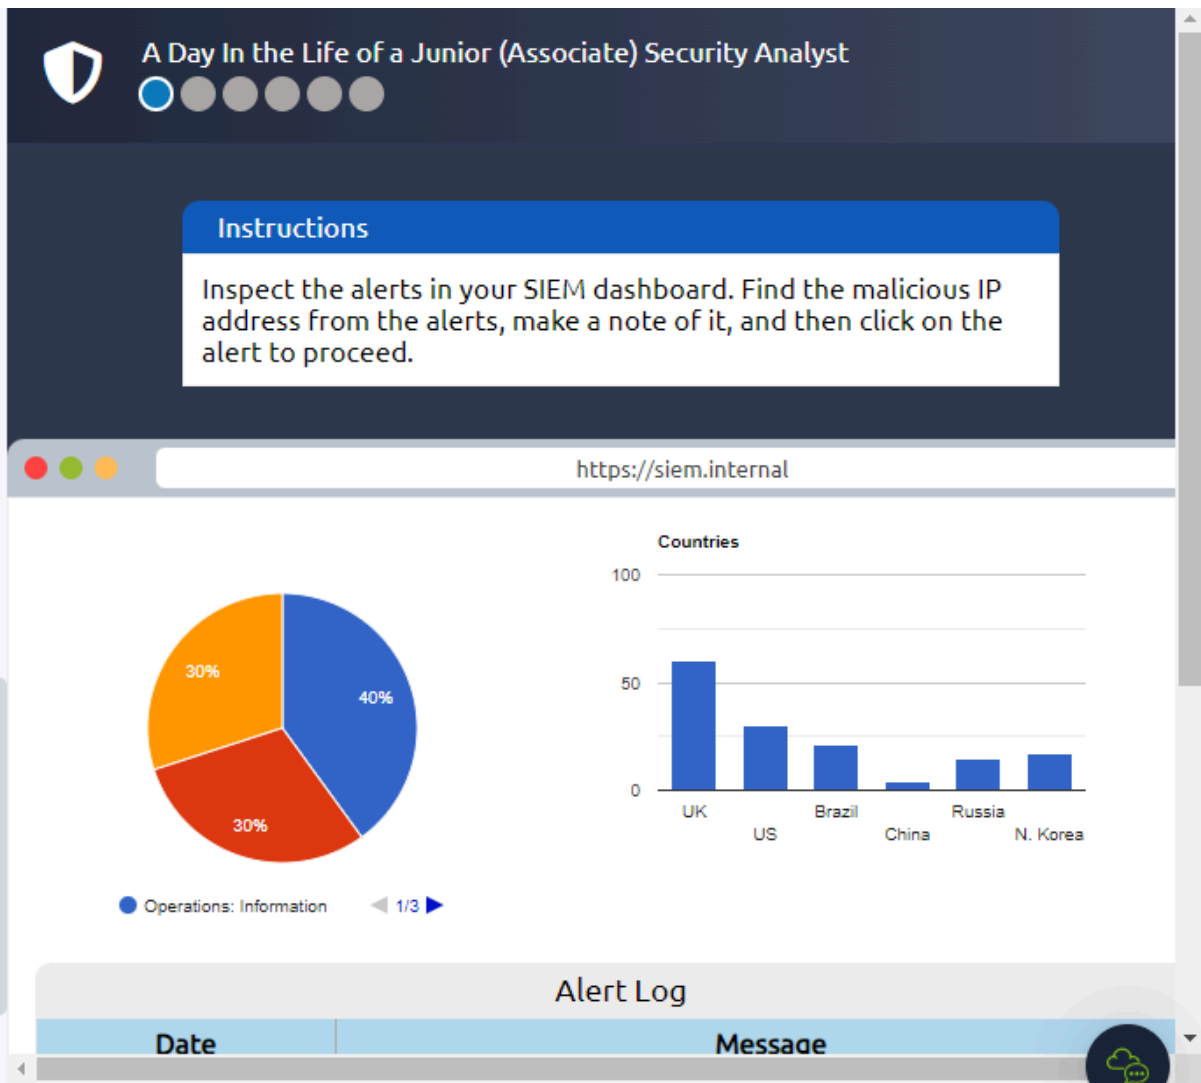 A Day In the Life of a Junior (Associate) Security Analyst
Instructions
Inspect the alerts in your SIEM dashboard. Find the malicious IP
address from the alerts, make a note of it, and then click on the
alert to proceed.
https://siem.internal
30%
40%
30%
Operations: Information
1/3
Countries
100
50
0
UK
US
Brazil
China
Russia
N. Korea
Alert Log
Date
Message